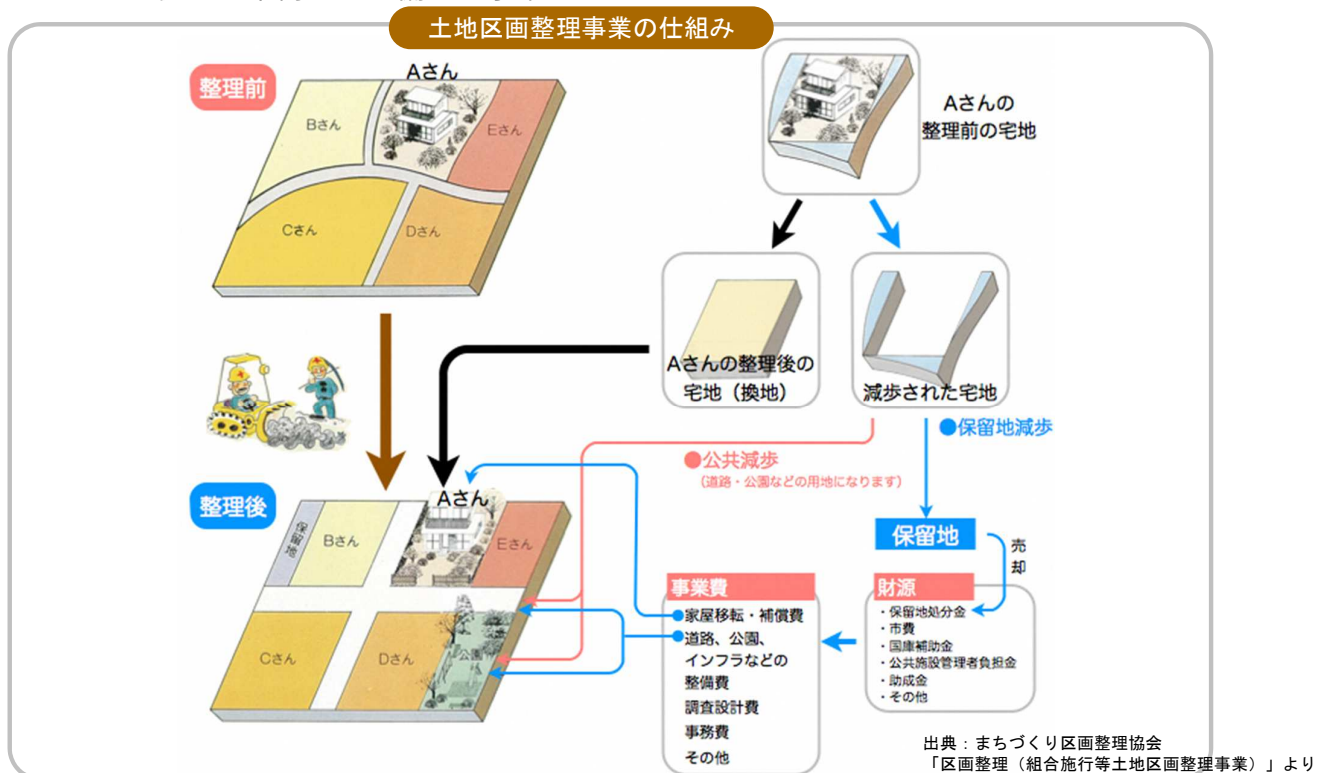 土地区画整理事業の仕組み
整理前
Aさん
Bさん
Eさん
Cさん
Dさん
Aさんの
整理前の宅地
Aさんの整理後の
宅地（換地）
減歩された宅地
●保留地減歩
●公共減歩
（道路・公園などの用地になります）
整理後
Aさん
保留地
Bさん
Eさん
Cさん
Dさん
公園
保留地
売却
事業費
●家屋移転・補償費
●道路、公園、
インフラなどの
整備費
調査設計費
事務費
その他
財源
・保留地処分金
・市費
・国庫補助金
・公共施設管理者負担金
・助成金
・その他
出典：まちづくり区画整理協会
「区画整理（組合施行等土地区画整理事業）」より